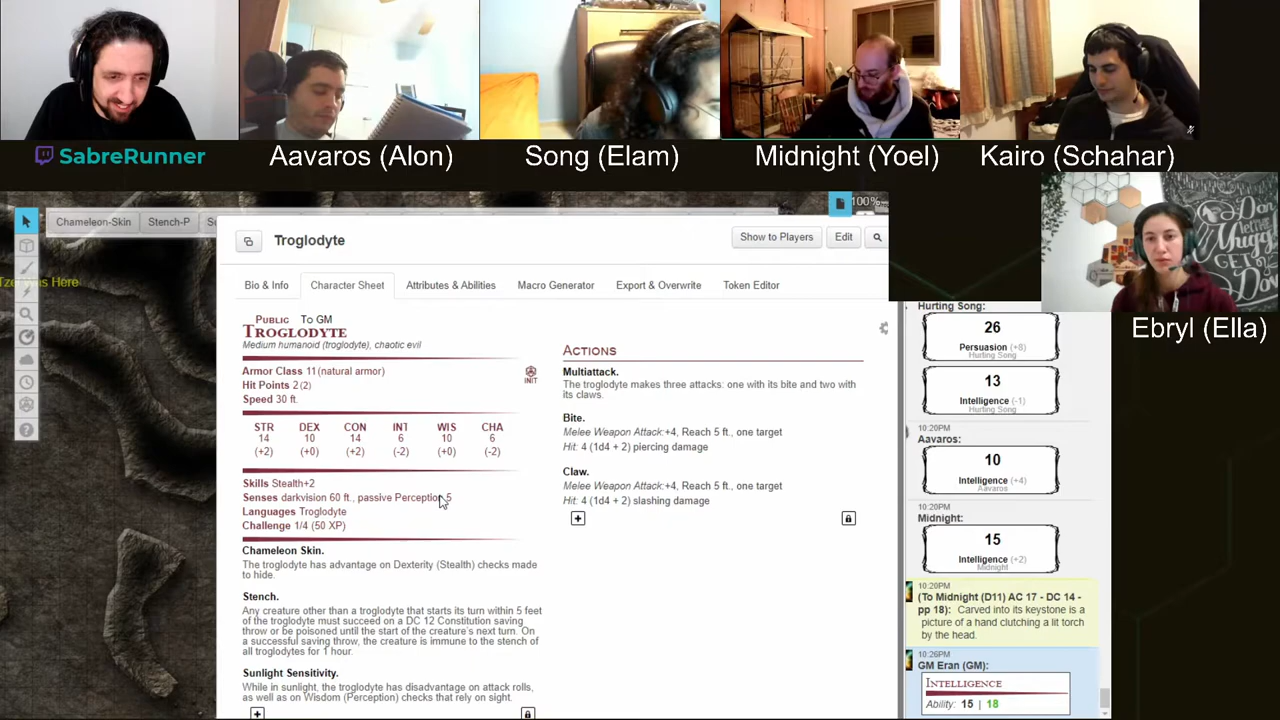 SabreRunner
Aavaros (Alon)
Song (Elam)
Midnight (Yoel)
Kairo (Schahar)
Ebryl (Ella)
Chameleon-Skin
Stench-P
100%
is Here
Troglodyte
Show to Players
Edit
Bio & Info
Character Sheet
Attributes & Abilities
Macro Generator
Export & Overwrite
Token Editor
PUBLIC To GM
TROGLODYTE
Medium humanoid (troglodyte), chaotic evil
Armor Class 11 (natural armor)
Hit Points 2 (2)
Speed 30 ft.
INIT
STR DEX CON INT WIS CHA
14 10 14 6 10 6
(+2) (+0) (+2) (-2) (+0) (-2)
Skills Stealth+2
Senses darkvision 60 ft., passive Perception 5
Languages Troglodyte
Challenge 1/4 (50 XP)
Chameleon Skin.
The troglodyte has advantage on Dexterity (Stealth) checks made
to hide.
Stench.
Any creature other than a troglodyte that starts its turn within 5 feet
of the troglodyte must succeed on a DC 12 Constitution saving
throw or be poisoned until the start of the creature's next turn. On
a successful saving throw, the creature is immune to the stench of
all troglodytes for 1 hour.
Sunlight Sensitivity.
While in sunlight, the troglodyte has disadvantage on attack rolls,
as well as on Wisdom (Perception) checks that rely on sight.
ACTIONS
Multiattack.
The troglodyte makes three attacks: one with its bite and two with
its claws.
Bite.
Melee Weapon Attack:+4, Reach 5 ft., one target
Hit: 4 (1d4 + 2) piercing damage
Claw.
Melee Weapon Attack:+4, Reach 5 ft., one target
Hit: 4 (1d4 + 2) slashing damage
Hurting Song:
26
Persuasion (+8)
Hurting Song
13
Intelligence (-1)
Hurting Song
10:20PM
Aavaros:
10
Intelligence (+4)
Aavaros
10:20PM
Midnight:
15
Intelligence (+2)
Midnight
10:20PM
(To Midnight (D11) AC 17 - DC 14 -
pp 18): Carved into its keystone is a
picture of a hand clutching a lit torch
by the head.
10:26PM
GM Eran (GM):
INTELLIGENCE
Ability: 15 | 18